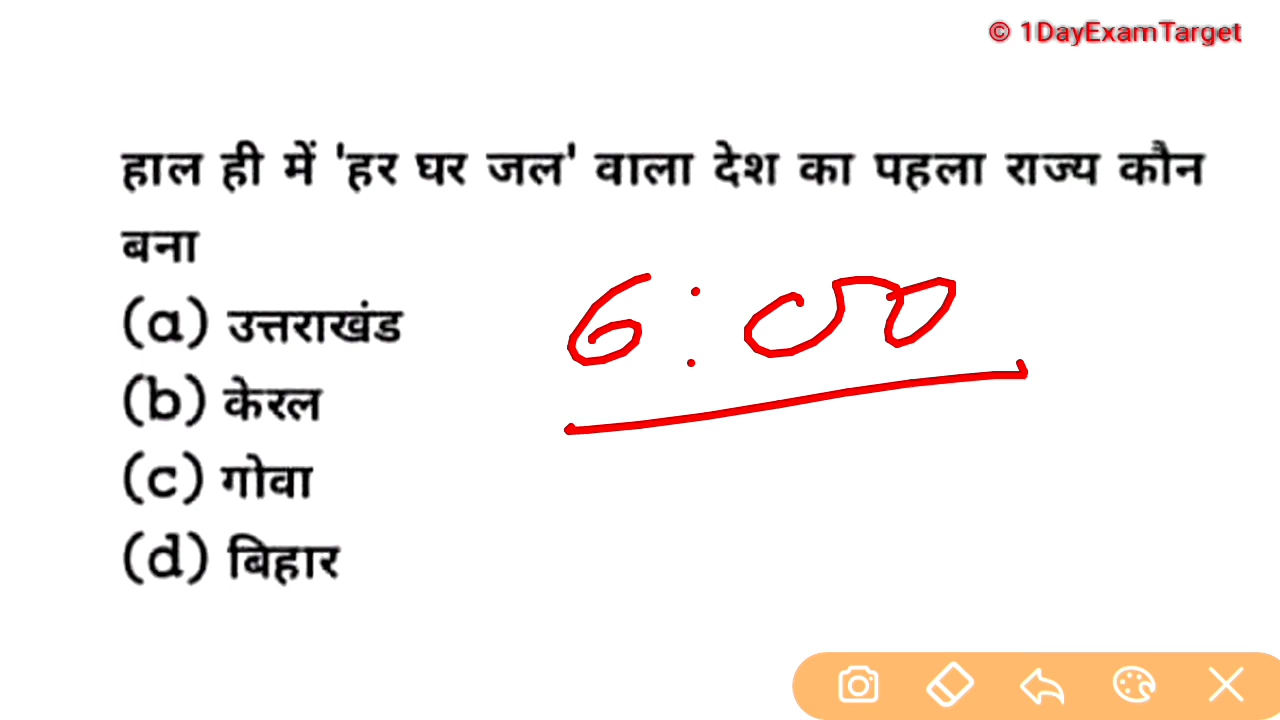 © 1DayExamTarget
हाल ही में 'हर घर जल' वाला देश का पहला राज्य कौन
बना
(a) उत्तराखंड
6:00
(b) केरल
(c) गोवा
(d) बिहार